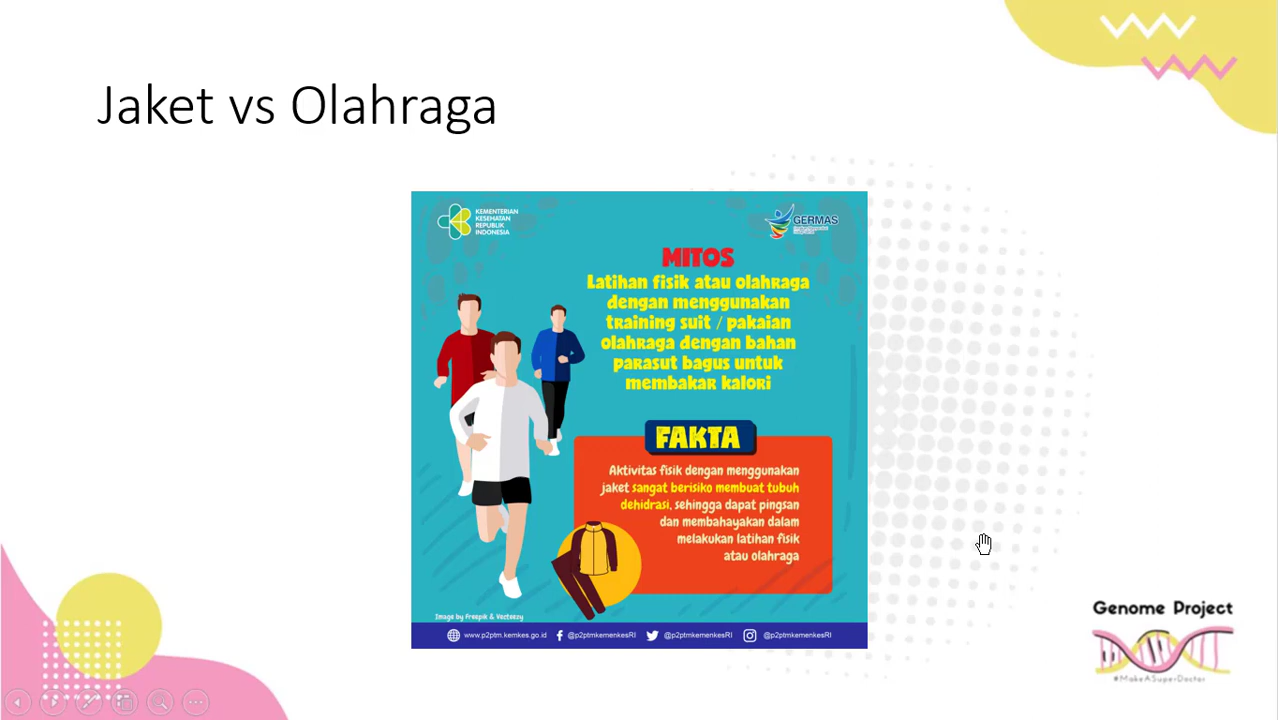 Jaket vs Olahraga
KEMENTERIAN
KESEHATAN
REPUBLIK
INDONESIA
GERMAS
MITOS
Latihan fisik atau olahraga
dengan menggunakan
training suit / pakaian
olahraga dengan bahan
parasut bagus untuk
membakar kalori
FAKTA
Aktivitas fisik dengan menggunakan
jaket sangat berisiko membuat tubuh
dehidrasi, sehingga dapat pingsan
dan membahayakan dalam
melakukan latihan fisik
atau olahraga
Image by Freepik & Vecteezy
www.p2ptm.kemkes.go.id @p2ptmkemenkesRI @p2ptmkemenkesRI @p2ptmkemenkesRI
Genome Project
#MakeASuperDoctor